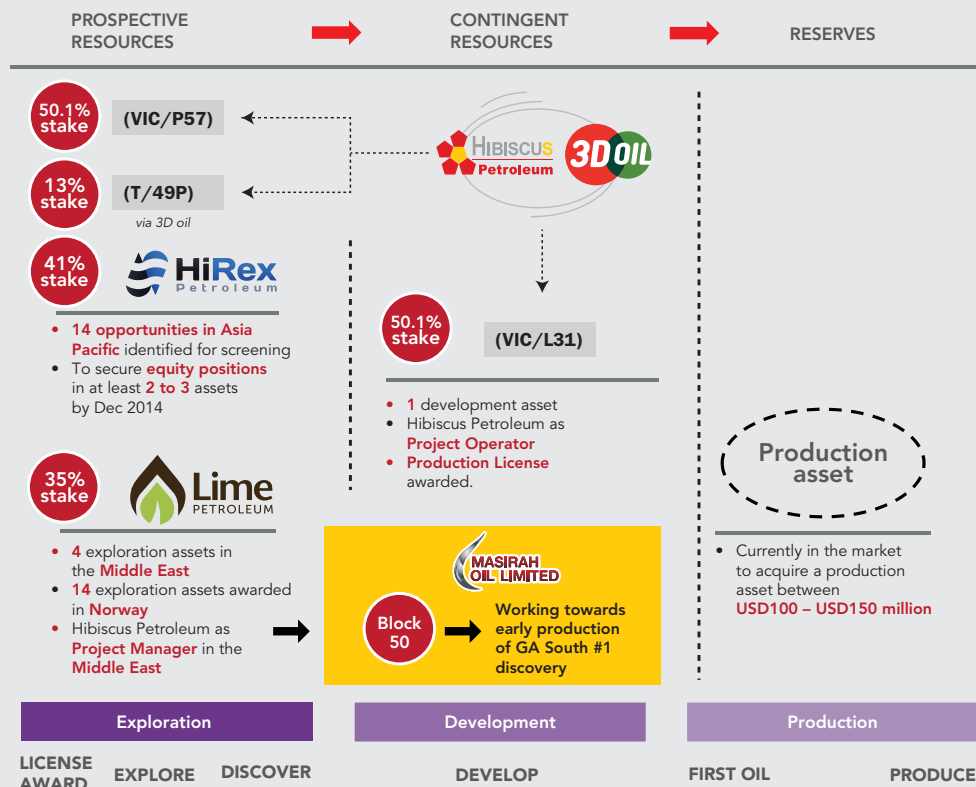 PROSPECTIVE
RESOURCES
CONTINGENT
RESOURCES
RESERVES
50.1%
stake
(VIC/P57)
13%
stake
(T/49P)
via 3D oil
HIBISCUS
Petroleum
3D OIL
41%
stake
HiRex
Petroleum
• 14 opportunities in Asia
Pacific identified for screening
• To secure equity positions
in at least 2 to 3 assets
by Dec 2014
50.1%
stake
(VIC/L31)
• 1 development asset
• Hibiscus Petroleum as
Project Operator
• Production License
awarded.
35%
stake
Lime
PETROLEUM
• 4 exploration assets in
the Middle East
• 14 exploration assets awarded
in Norway
• Hibiscus Petroleum as
Project Manager in the
Middle East
MASIRAH
OIL LIMITED
Block
50
Working towards
early production
of GA South #1
discovery
Production
asset
• Currently in the market
to acquire a production
asset between
USD100 – USD150 million
Exploration
Development
Production
LICENSE
AWARD
EXPLORE
DISCOVER
DEVELOP
FIRST OIL
PRODUCE